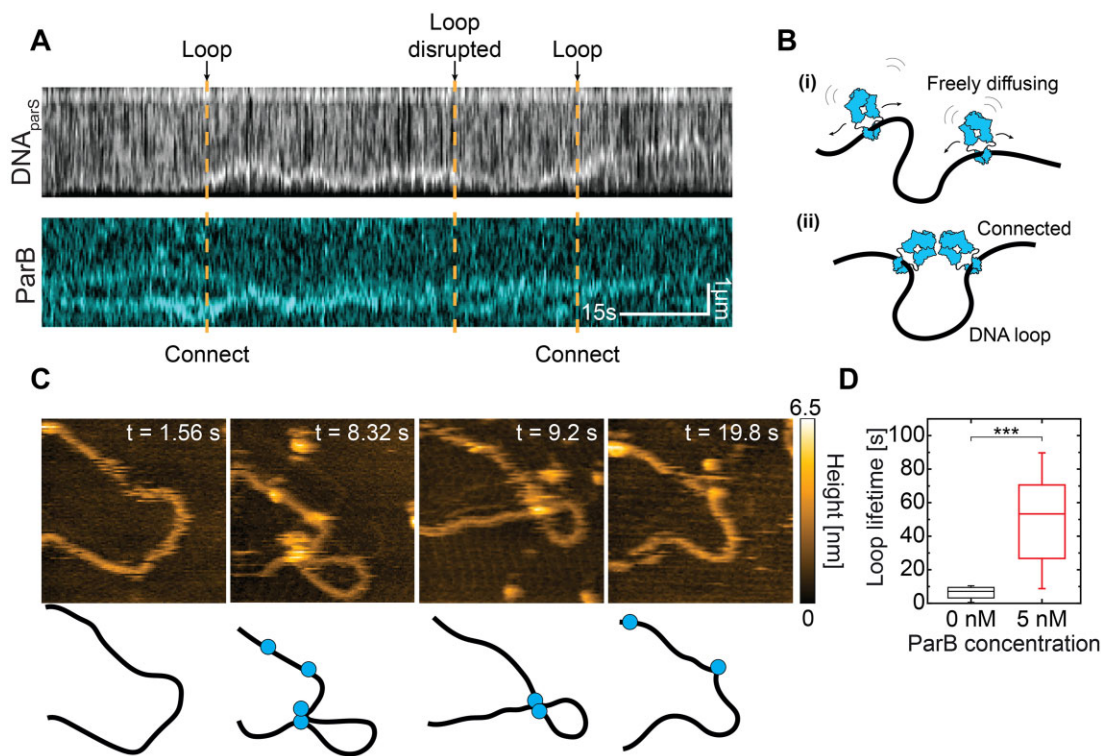 A
Loop
Loop
disrupted
Loop
DNA parS
ParB
15s
1µm
Connect
Connect
B
(i)
Freely diffusing
(ii)
Connected
DNA loop
C
t = 1.56 s
t = 8.32 s
t = 9.2 s
t = 19.8 s
6.5
Height [nm]
0
D
Loop lifetime [s]
100
80
60
40
20
0
***
0 nM
5 nM
ParB concentration